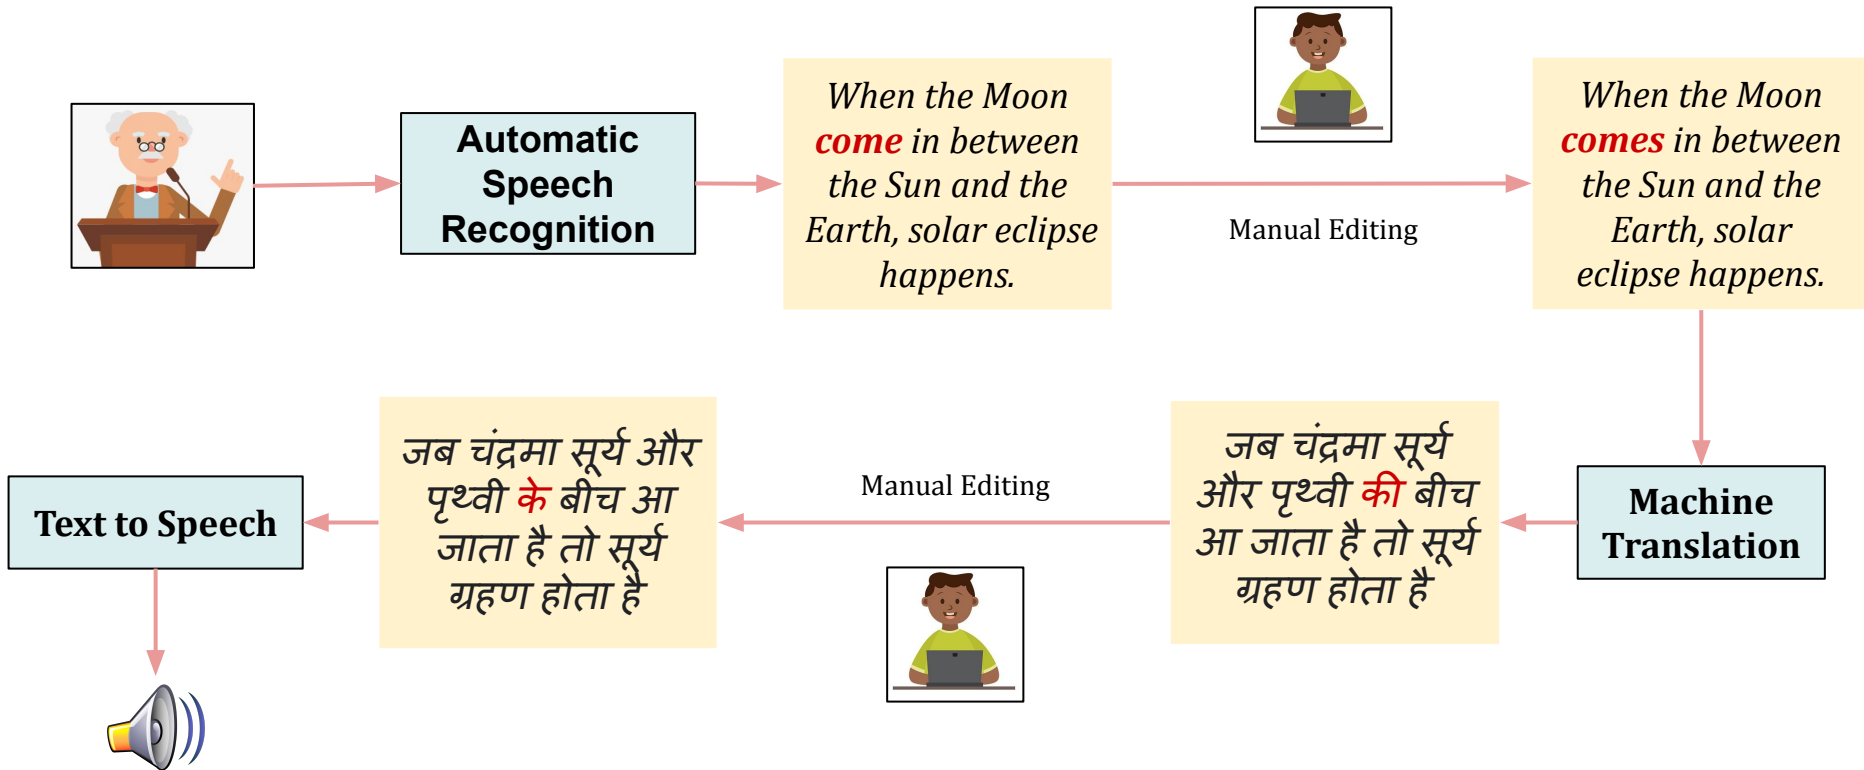 Automatic
Speech
Recognition
When the Moon
come in between
the Sun and the
Earth, solar eclipse
happens.
Manual Editing
When the Moon
comes in between
the Sun and the
Earth, solar
eclipse happens.
Machine
Translation
जब चंद्रमा सूर्य
और पृथ्वी की बीच
आ जाता है तो सूर्य
ग्रहण होता है
Manual Editing
जब चंद्रमा सूर्य और
पृथ्वी के बीच आ
जाता है तो सूर्य
ग्रहण होता है
Text to Speech